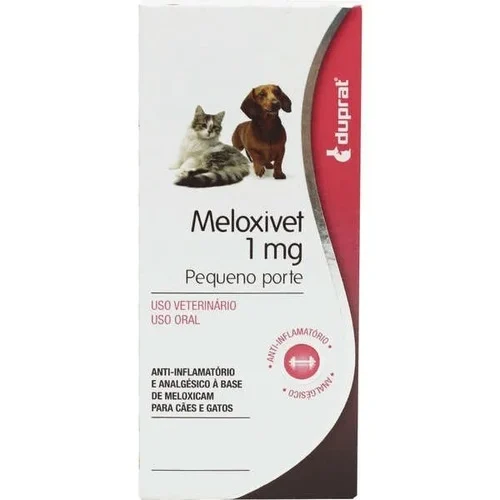 duprat
Meloxivet
1 mg
Pequeno porte
USO VETERINÁRIO
USO ORAL
ANTI-INFLAMATÓRIO
E ANALGÉSICO À BASE
DE MELOXICAM
PARA CÃES E GATOS
• ANTI-INFLAMATÓRIO • ANALGÉSICO